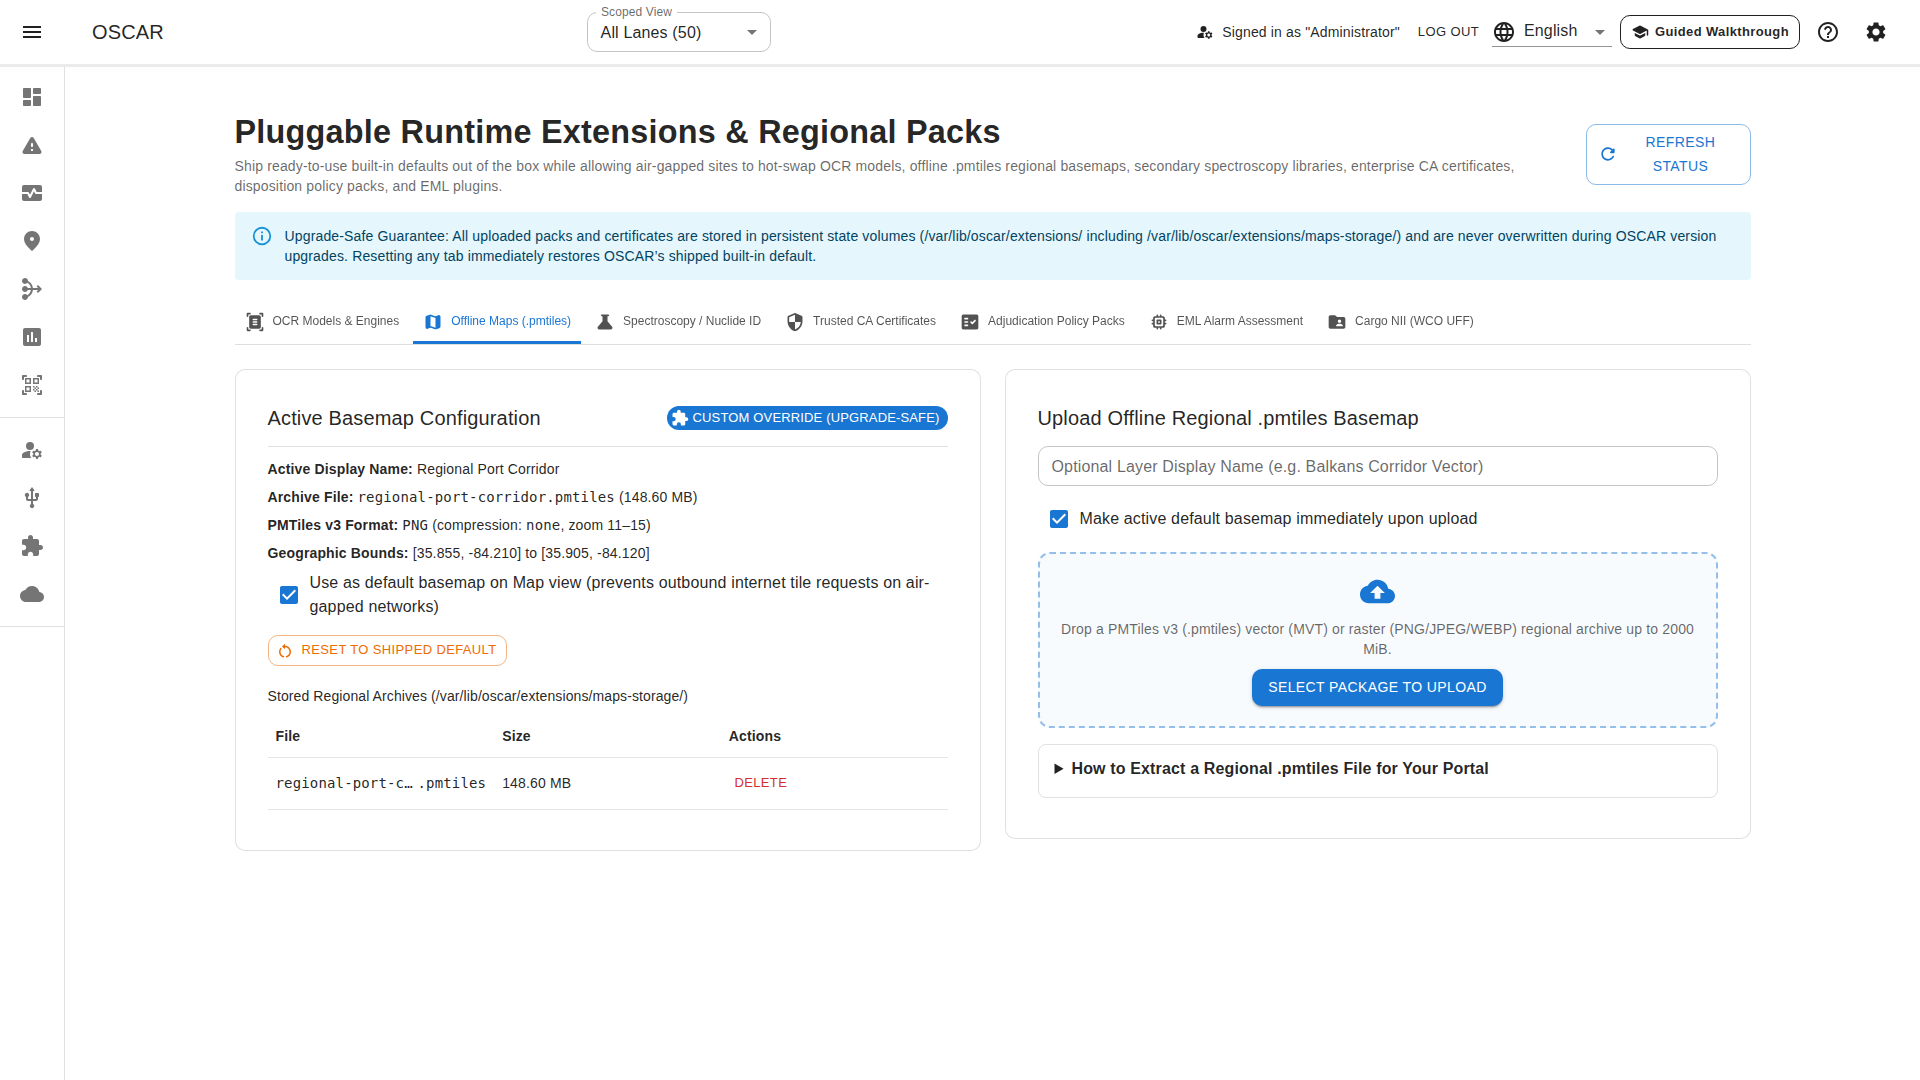 OSCAR
Scoped View
All Lanes (50)
Signed in as "Administrator"
LOG OUT
English
Guided Walkthrough
Pluggable Runtime Extensions & Regional Packs
Ship ready-to-use built-in defaults out of the box while allowing air-gapped sites to hot-swap OCR models, offline .pmtiles regional basemaps, secondary spectroscopy libraries, enterprise CA certificates,
disposition policy packs, and EML plugins.
REFRESH
STATUS
Upgrade-Safe Guarantee: All uploaded packs and certificates are stored in persistent state volumes (/var/lib/oscar/extensions/ including /var/lib/oscar/extensions/maps-storage/) and are never overwritten during OSCAR version
upgrades. Resetting any tab immediately restores OSCAR's shipped built-in default.
OCR Models & Engines
Offline Maps (.pmtiles)
Spectroscopy / Nuclide ID
Trusted CA Certificates
Adjudication Policy Packs
EML Alarm Assessment
Cargo NII (WCO UFF)
Active Basemap Configuration
CUSTOM OVERRIDE (UPGRADE-SAFE)
Active Display Name: Regional Port Corridor
Archive File: regional-port-corridor.pmtiles (148.60 MB)
PMTiles v3 Format: PNG (compression: none, zoom 11–15)
Geographic Bounds: [35.855, -84.210] to [35.905, -84.120]
Use as default basemap on Map view (prevents outbound internet tile requests on air-
gapped networks)
RESET TO SHIPPED DEFAULT
Stored Regional Archives (/var/lib/oscar/extensions/maps-storage/)
File Size Actions
regional-port-c… .pmtiles 148.60 MB DELETE
Upload Offline Regional .pmtiles Basemap
Optional Layer Display Name (e.g. Balkans Corridor Vector)
Make active default basemap immediately upon upload
Drop a PMTiles v3 (.pmtiles) vector (MVT) or raster (PNG/JPEG/WEBP) regional archive up to 2000
MiB.
SELECT PACKAGE TO UPLOAD
How to Extract a Regional .pmtiles File for Your Portal